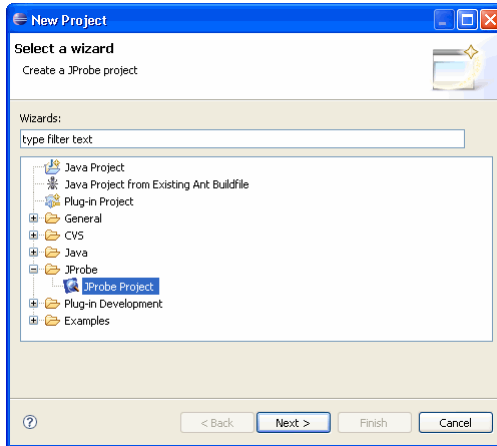 New Project
Select a wizard
Create a JProbe project
Wizards:
type filter text
Java Project
Java Project from Existing Ant Buildfile
Plug-in Project
General
CVS
Java
JProbe
JProbe Project
Plug-in Development
Examples
? < Back Next > Finish Cancel